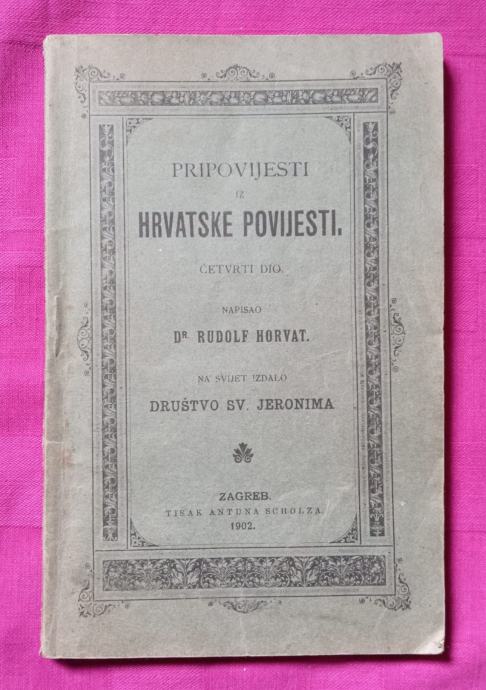 PRIPOVIJESTI
IZ
HRVATSKE POVIJESTI.
ČETVRTI DIO.
NAPISAO
DR. RUDOLF HORVAT.
NA SVIJET IZDALO
DRUŠTVO SV. JERONIMA
ZAGREB.
TISAK ANTUNA SCHOLZA.
1902.